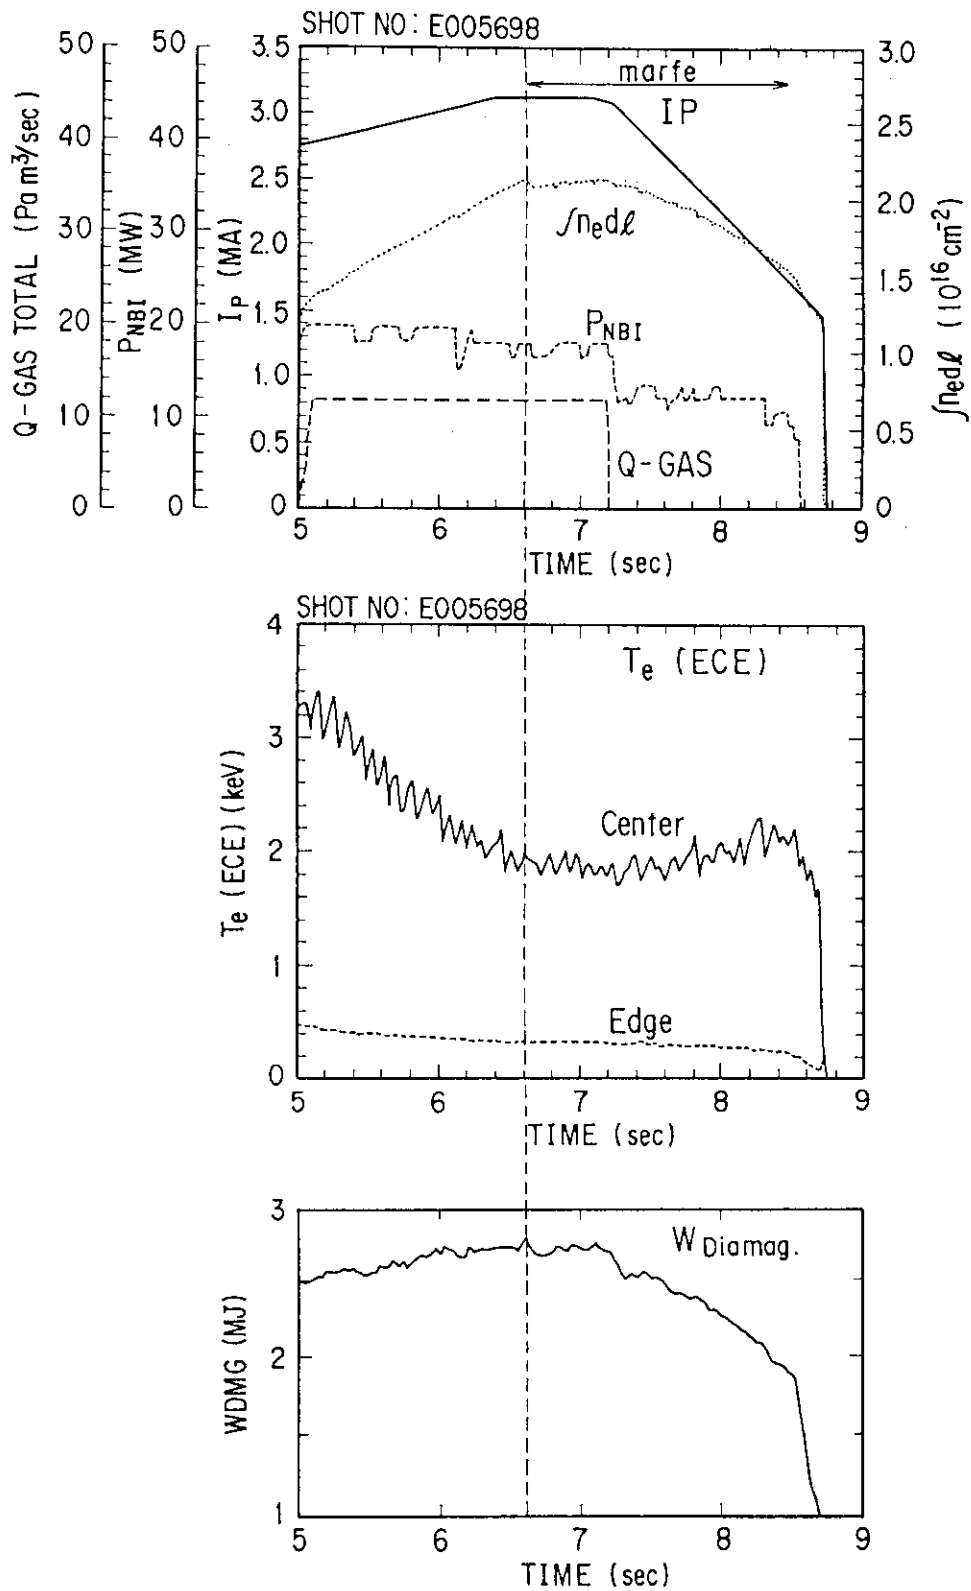 SHOT NO: E005698
50 50 3.5 3.0
marfe
IP
40 40 3.0 2.5
2.5
30 30 2.0 2.0
∫nedℓ
1.5
20 20 1.5
PNBI
1.0 1.0
10 10
0.5 0.5
Q-GAS
0 0 0 0
Q-GAS TOTAL (Pam³/sec)
PNBI (MW)
IP (MA)
∫nedℓ (10¹⁶cm⁻²)
5 6 7 8 9
TIME (sec)
SHOT NO: E005698
4
Te (ECE)
3
Center
2
1
Edge
0
Te (ECE) (keV)
5 6 7 8 9
TIME (sec)
3
WDiamag.
2
1
WDMG (MJ)
5 6 7 8 9
TIME (sec)